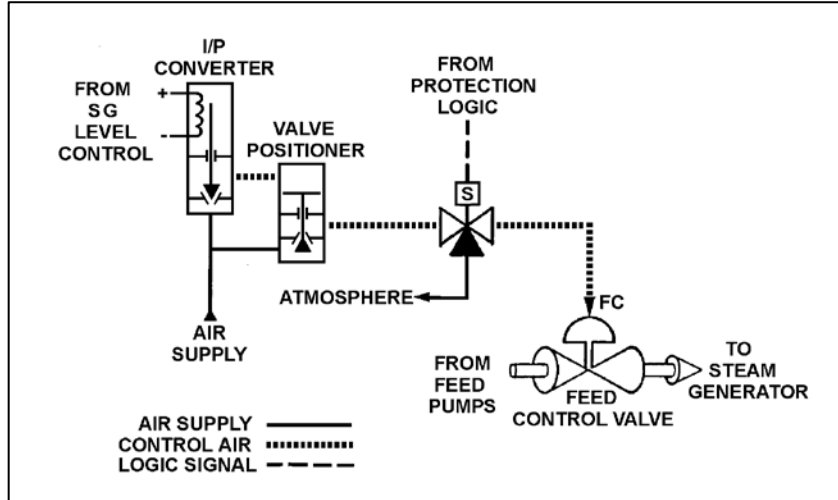 I/P
CONVERTER
FROM
SG
LEVEL
CONTROL
+
-
VALVE
POSITIONER
FROM
PROTECTION
LOGIC
S
ATMOSPHERE
AIR
SUPPLY
FC
FROM
FEED
PUMPS
FEED
CONTROL VALVE
TO
STEAM
GENERATOR
AIR SUPPLY
CONTROL AIR
LOGIC SIGNAL